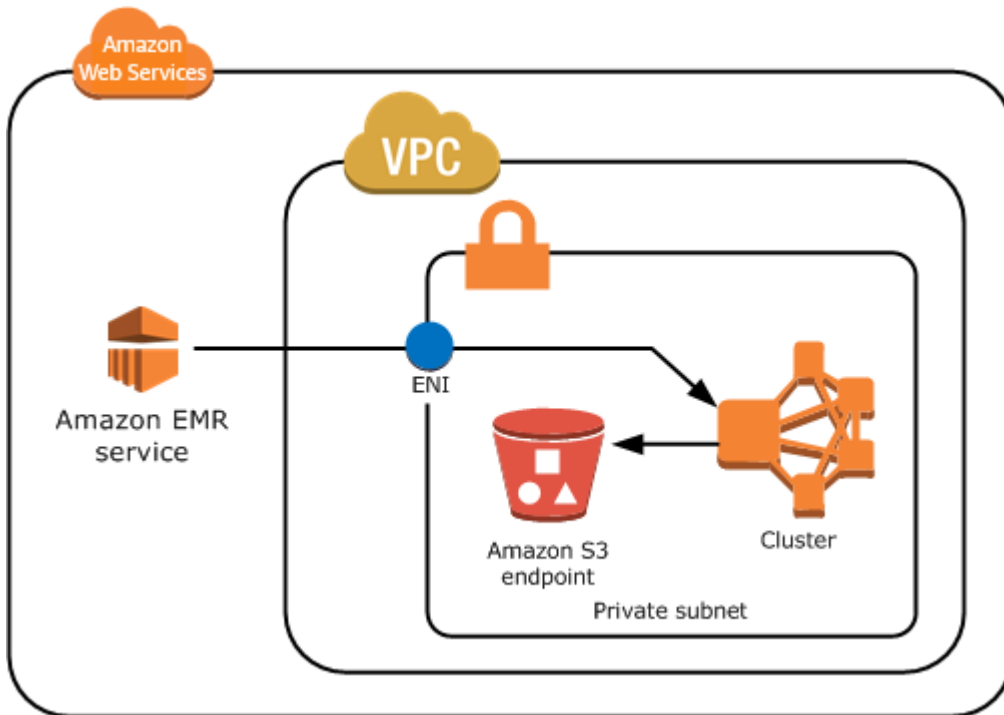 Amazon
Web Services
VPC
ENI
Amazon EMR
service
Amazon S3
endpoint
Cluster
Private subnet